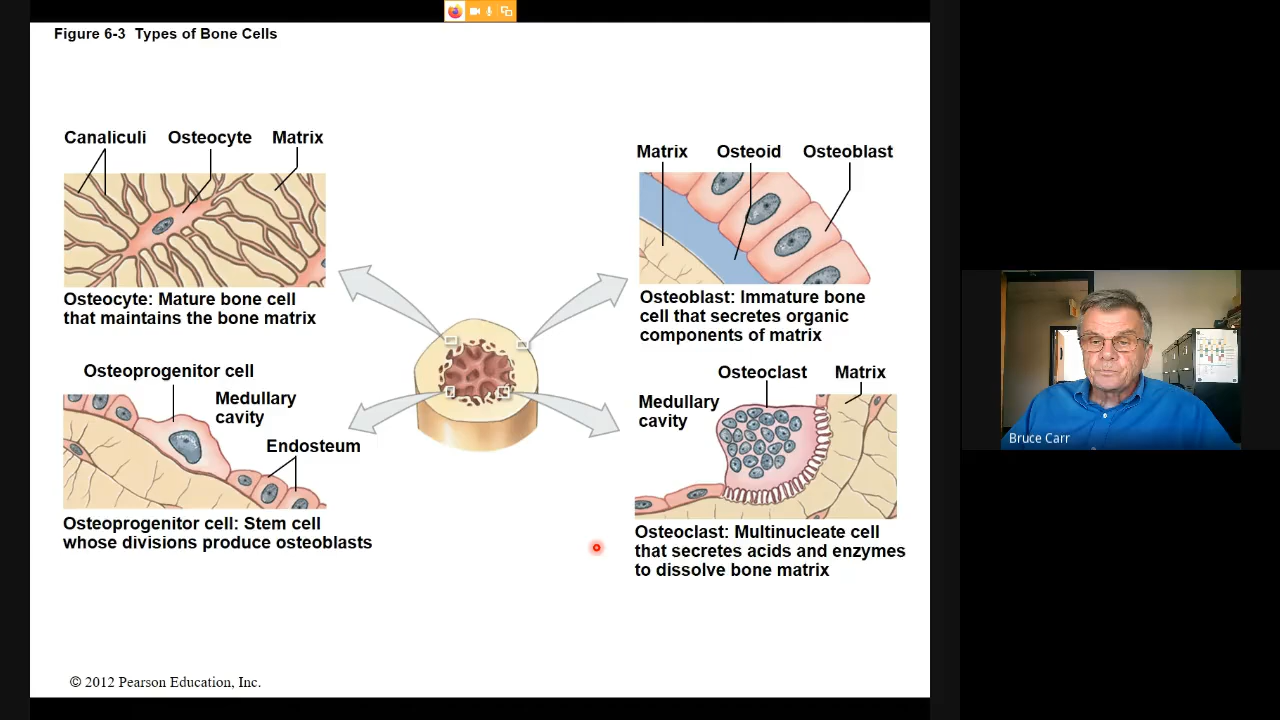 Figure 6-3 Types of Bone Cells
Canaliculi Osteocyte Matrix
Osteocyte: Mature bone cell
that maintains the bone matrix
Matrix Osteoid Osteoblast
Osteoblast: Immature bone
cell that secretes organic
components of matrix
Osteoprogenitor cell
Medullary
cavity
Endosteum
Osteoprogenitor cell: Stem cell
whose divisions produce osteoblasts
Osteoclast Matrix
Medullary
cavity
Osteoclast: Multinucleate cell
that secretes acids and enzymes
to dissolve bone matrix
© 2012 Pearson Education, Inc.
Bruce Carr